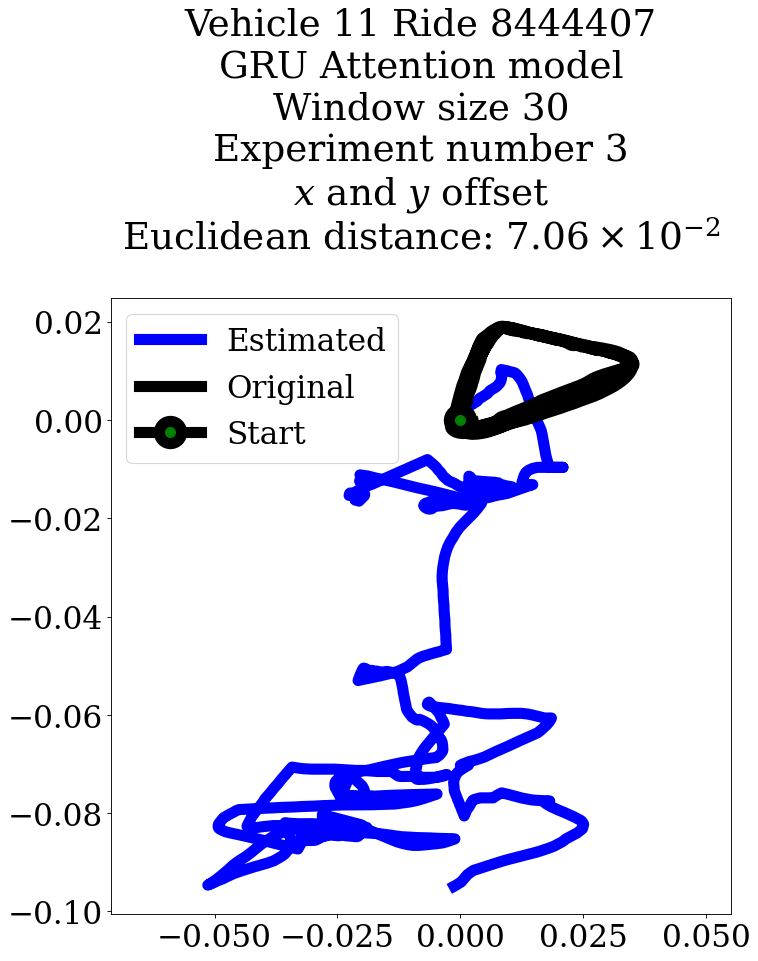 Vehicle 11 Ride 8444407
GRU Attention model
Window size 30
Experiment number 3
x and y offset
Euclidean distance: 7.06 × 10⁻²
Estimated
Original
Start
0.02
0.00
−0.02
−0.04
−0.06
−0.08
−0.10
−0.050 −0.025 0.000 0.025 0.050